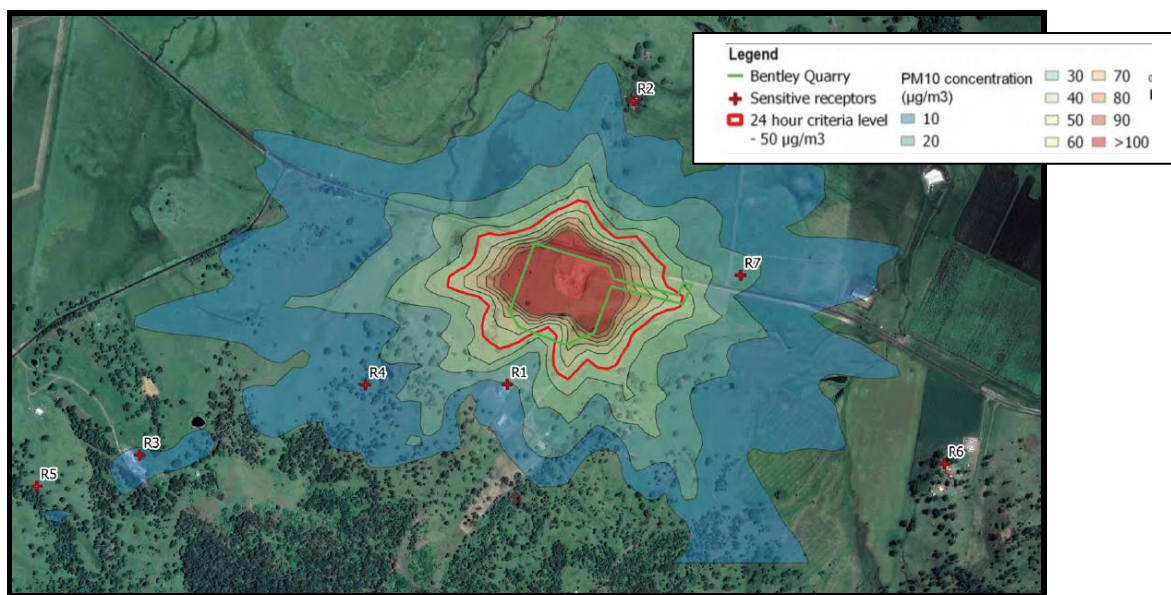 Legend
Bentley Quarry
Sensitive receptors
24 hour criteria level
- 50 µg/m3
PM10 concentration
(µg/m3)
10
20
30
40
50
60
70
80
90
>100
R2
R7
R4
R1
R3
R5
R6